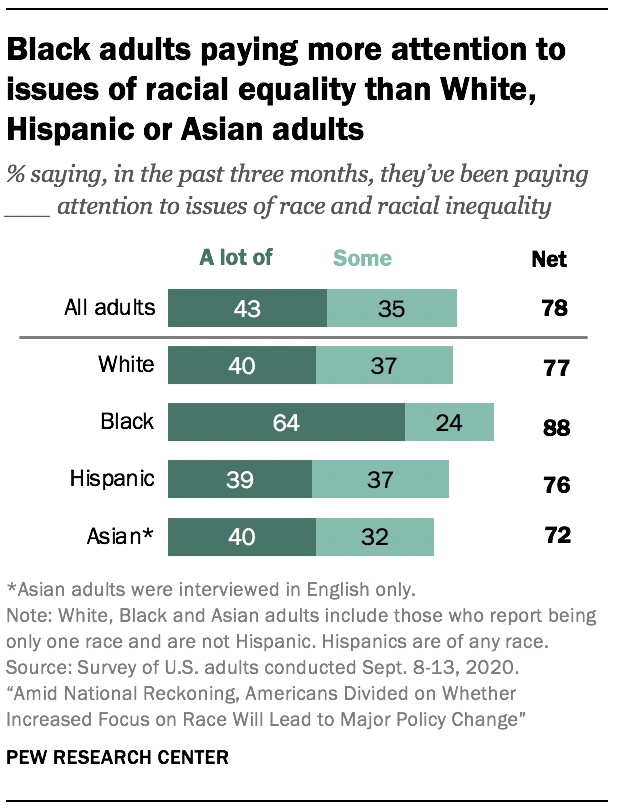 Black adults paying more attention to
issues of racial equality than White,
Hispanic or Asian adults
% saying, in the past three months, they’ve been paying
____ attention to issues of race and racial inequality
A lot of Some Net
All adults 43 35 78
White 40 37 77
Black 64 24 88
Hispanic 39 37 76
Asian* 40 32 72
*Asian adults were interviewed in English only.
Note: White, Black and Asian adults include those who report being
only one race and are not Hispanic. Hispanics are of any race.
Source: Survey of U.S. adults conducted Sept. 8-13, 2020.
“Amid National Reckoning, Americans Divided on Whether
Increased Focus on Race Will Lead to Major Policy Change”
PEW RESEARCH CENTER